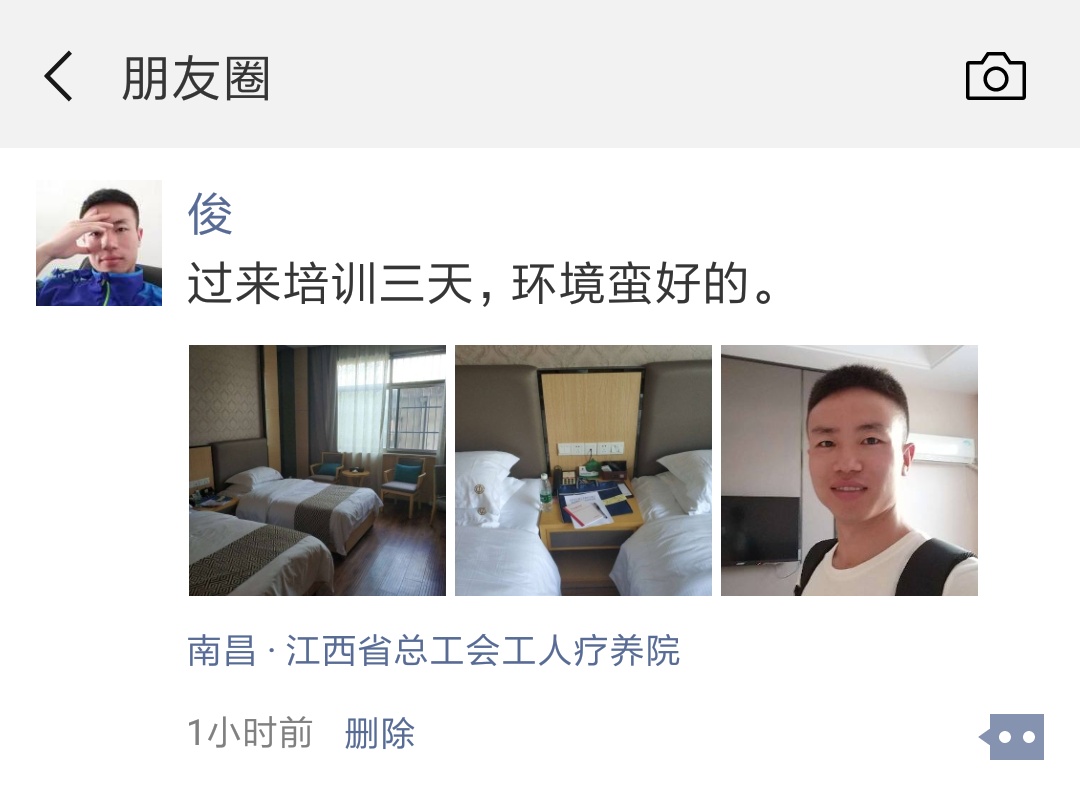 朋友圈
俊
过来培训三天，环境蛮好的。
南昌·江西省总工会工人疗养院
1小时前 删除